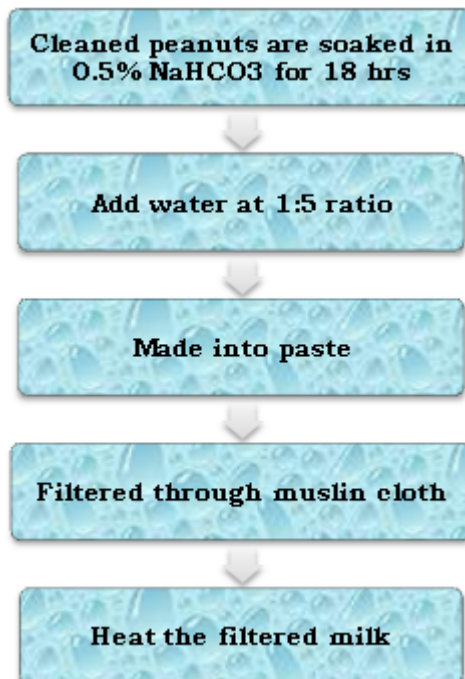 Cleaned peanuts are soaked in
0.5% NaHCO3 for 18 hrs
Add water at 1:5 ratio
Made into paste
Filtered through muslin cloth
Heat the filtered milk